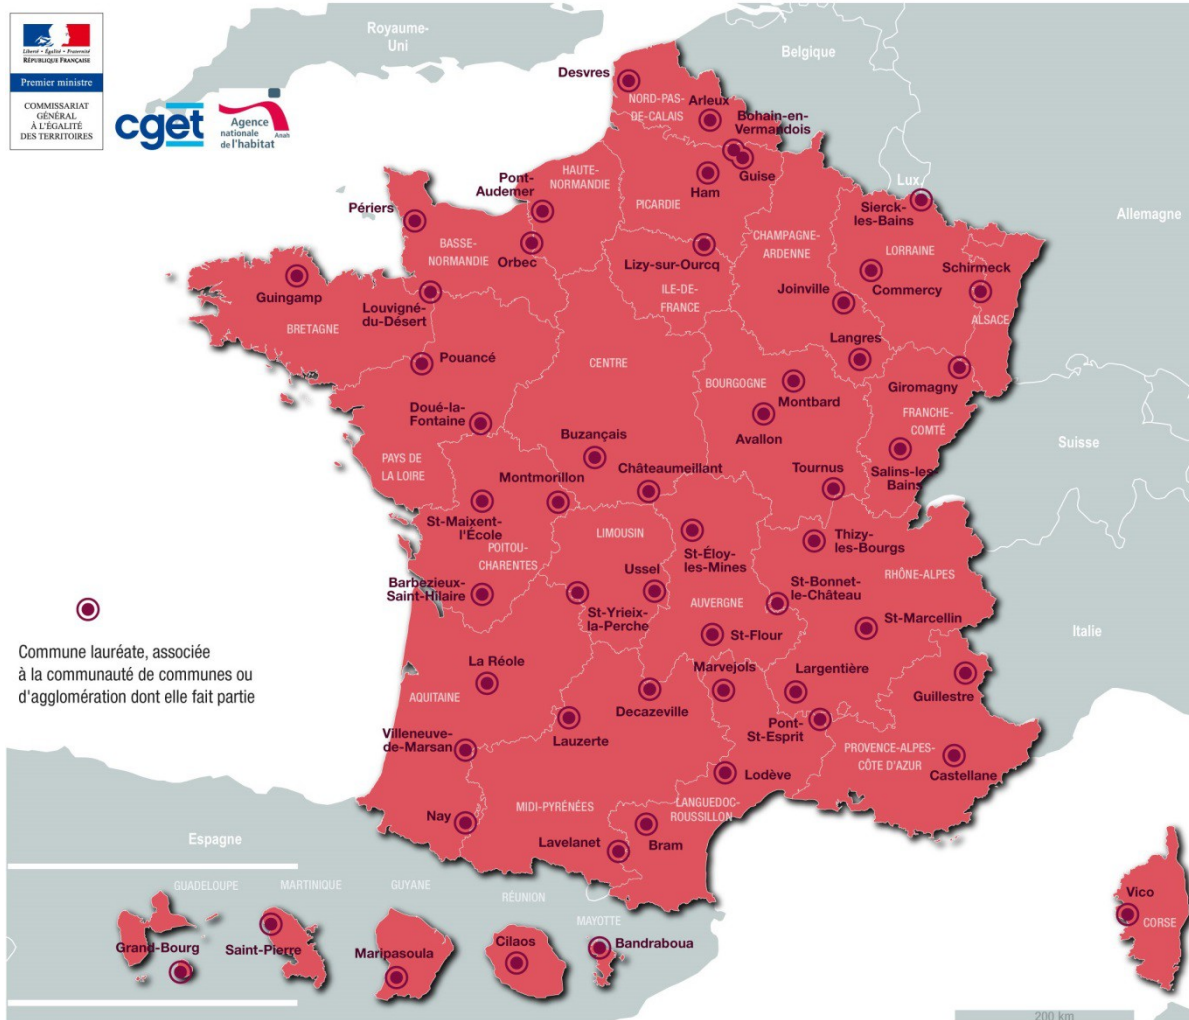 Liberté • Égalité • Fraternité
RÉPUBLIQUE FRANÇAISE
Premier ministre
COMMISSARIAT
GÉNÉRAL
À L'ÉGALITÉ
DES TERRITOIRES
cget
Agence
nationale
de l'habitat
Anah
Royaume-
Uni
Belgique
Lux.
Allemagne
Suisse
Italie
Espagne
Desvres
NORD-PAS-
DE-CALAIS
Arleux
Bohain-en-
Vermandois
Guise
Ham
PICARDIE
HAUTE-
NORMANDIE
Pont-
Audemer
Périers
BASSE-
NORMANDIE
Orbec
Lizy-sur-Ourcq
ILE-DE-
FRANCE
CHAMPAGNE-
ARDENNE
Sierck-
les-Bains
LORRAINE
Schirmeck
Commercy
Joinville
ALSACE
Guingamp
BRETAGNE
Louvigné-
du-Désert
Langres
Pouancé
CENTRE
BOURGOGNE
Montbard
Giromagny
FRANCHE-
COMTÉ
Avallon
Doué-la-
Fontaine
Buzançais
PAYS DE
LA LOIRE
Montmorillon
Châteaumeillant
Tournus
Salins-les
Bains
St-Maixent-
l'École
POITOU-
CHARENTES
LIMOUSIN
St-Éloy-
les-Mines
Thizy-
les-Bourgs
RHÔNE-ALPES
Barbezieux-
Saint-Hilaire
Ussel
St-Yrieix-
la-Perche
AUVERGNE
St-Bonnet-
le-Château
St-Marcellin
St-Flour
Commune lauréate, associée
à la communauté de communes ou
d'agglomération dont elle fait partie
La Réole
AQUITAINE
Marvejols
Largentière
Guillestre
Decazeville
Lauzerte
Pont-
St-Esprit
Villeneuve-
de-Marsan
PROVENCE-ALPES-
CÔTE D'AZUR
Castellane
Lodève
MIDI-PYRÉNÉES
LANGUEDOC-
ROUSSILLON
Nay
Lavelanet
Bram
GUADELOUPE
MARTINIQUE
GUYANE
RÉUNION
MAYOTTE
Grand-Bourg
Saint-Pierre
Maripasoula
Cilaos
Bandraboua
Vico
CORSE
200 km